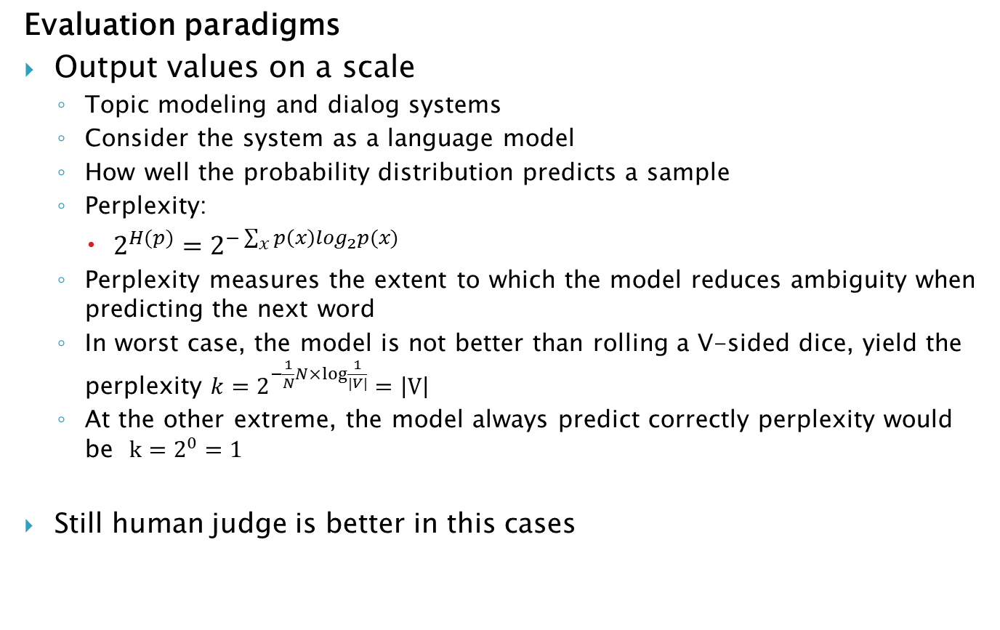 Evaluation paradigms
Output values on a scale
Topic modeling and dialog systems
Consider the system as a language model
How well the probability distribution predicts a sample
Perplexity:
2^{H(p)} = 2^{-∑_x p(x)log_2 p(x)}
Perplexity measures the extent to which the model reduces ambiguity when
predicting the next word
In worst case, the model is not better than rolling a V-sided dice, yield the
perplexity k = 2^{-\frac{1}{N}N×log\frac{1}{|V|}} = |V|
At the other extreme, the model always predict correctly perplexity would
be k = 2^0 = 1
Still human judge is better in this cases